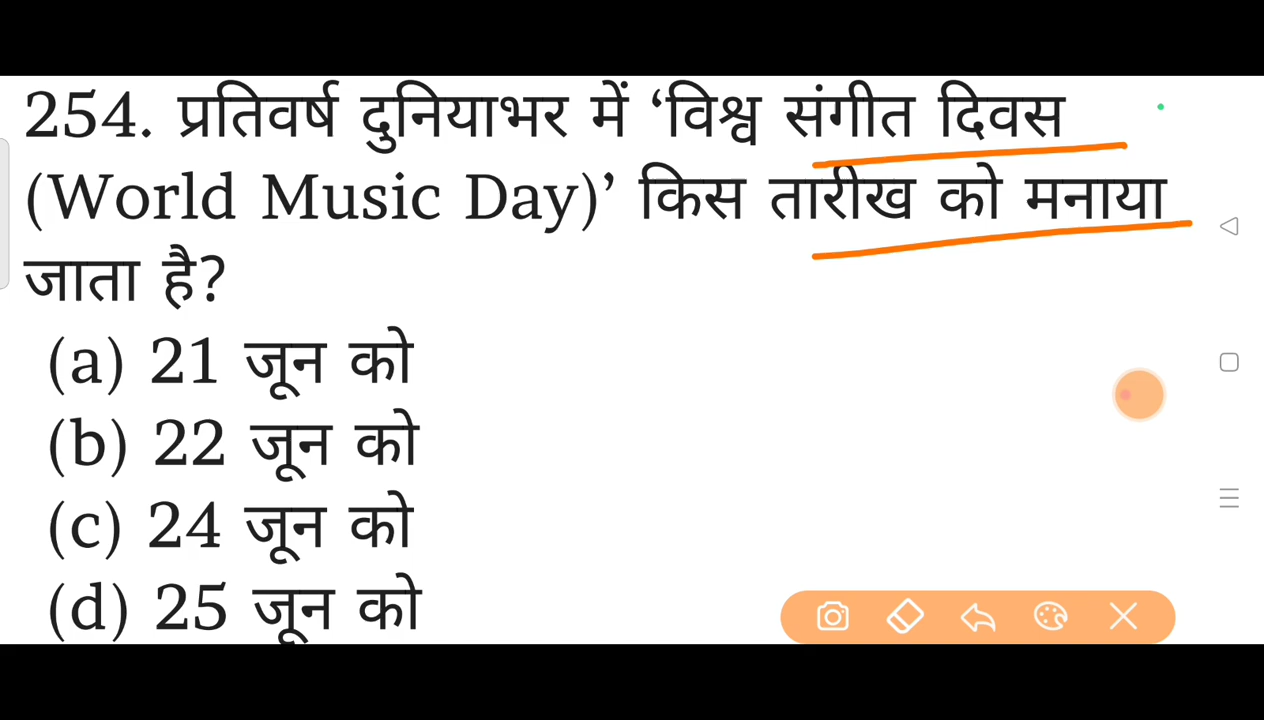 254. प्रतिवर्ष दुनियाभर में ‘विश्व संगीत दिवस
(World Music Day)’ किस तारीख को मनाया
जाता है?
(a) 21 जून को
(b) 22 जून को
(c) 24 जून को
(d) 25 जून को